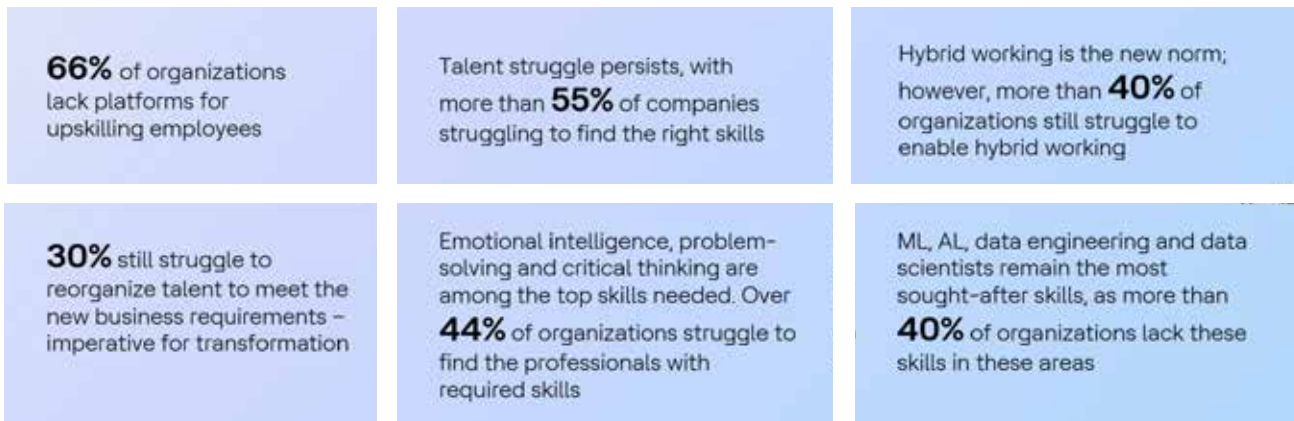 66% of organizations
lack platforms for
upskilling employees
Talent struggle persists, with
more than 55% of companies
struggling to find the right skills
Hybrid working is the new norm;
however, more than 40% of
organizations still struggle to
enable hybrid working
30% still struggle to
reorganize talent to meet the
new business requirements –
imperative for transformation
Emotional intelligence, problem-
solving and critical thinking are
among the top skills needed. Over
44% of organizations struggle to
find the professionals with
required skills
ML, AL, data engineering and data
scientists remain the most
sought-after skills, as more than
40% of organizations lack these
skills in these areas